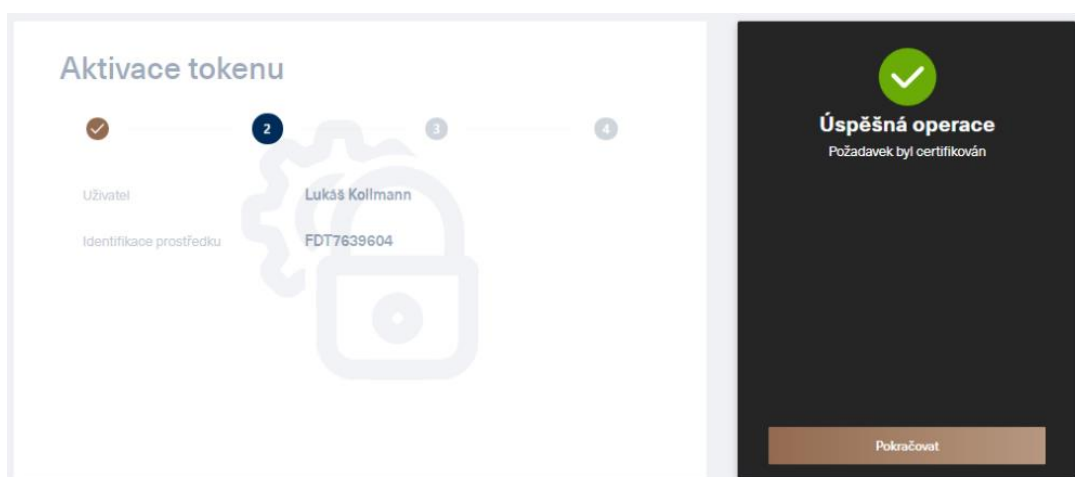 Aktivace tokenu
2
3
4
Uživatel
Lukáš Kollmann
Identifikace prostředku
FDT7639604
Úspěšná operace
Požadavek byl certifikován
Pokračovat